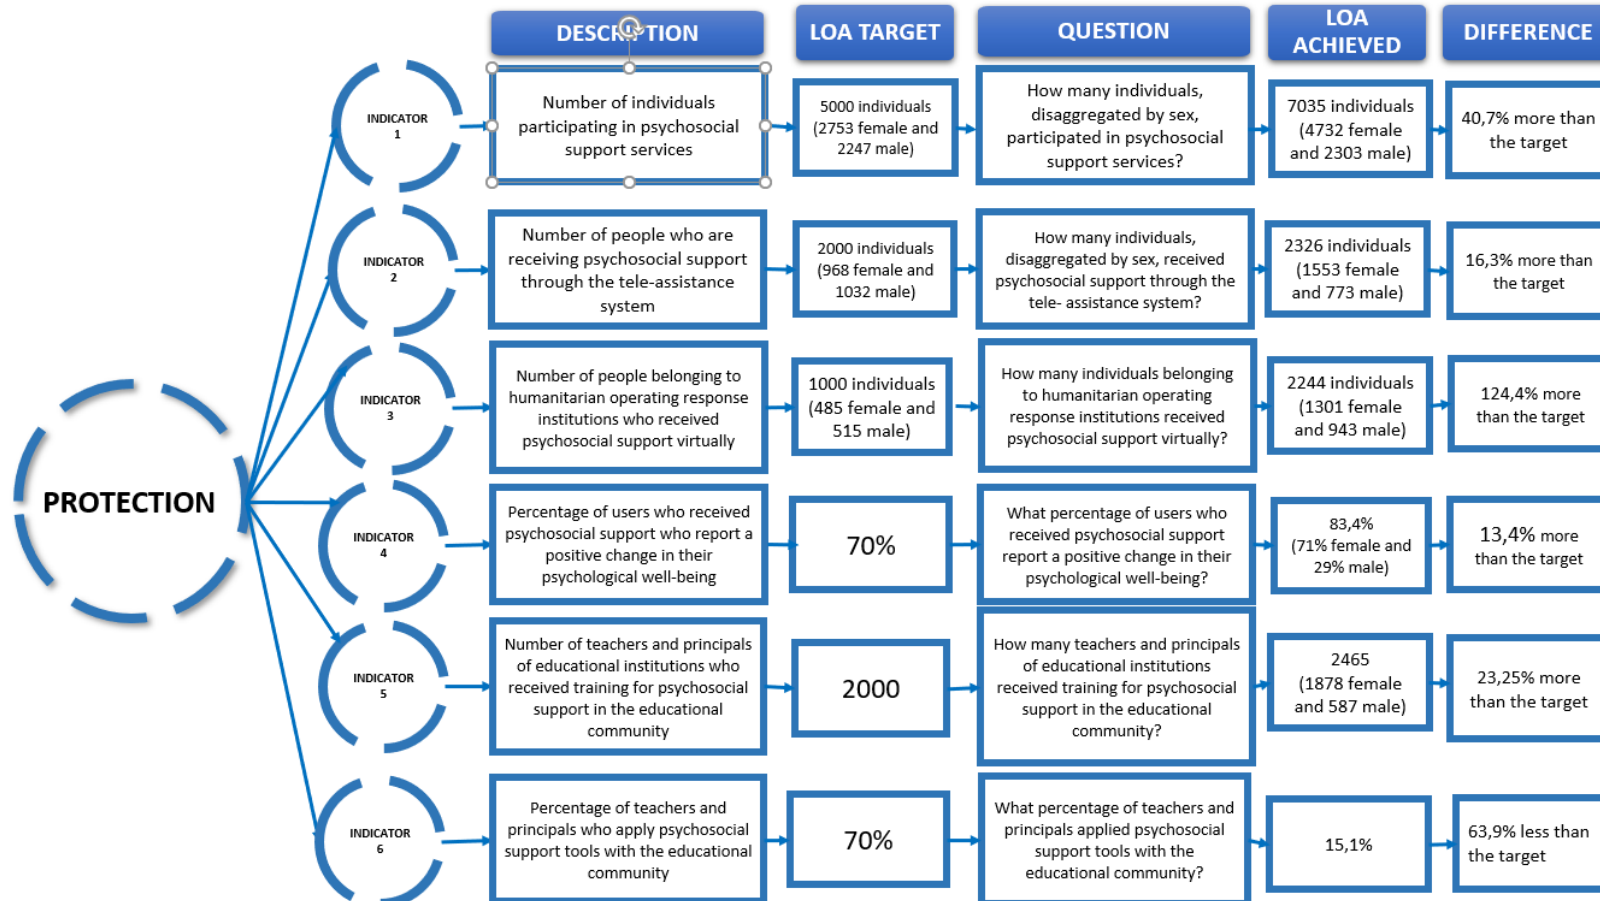 DESCRIPTION
LOA TARGET
QUESTION
LOA
ACHIEVED
DIFFERENCE
PROTECTION
INDICATOR
1
Number of individuals
participating in psychosocial
support services
5000 individuals
(2753 female and
2247 male)
How many individuals,
disaggregated by sex,
participated in psychosocial
support services?
7035 individuals
(4732 female
and 2303 male)
40,7% more than
the target
INDICATOR
2
Number of people who are
receiving psychosocial support
through the tele-assistance
system
2000 individuals
(968 female and
1032 male)
How many individuals,
disaggregated by sex, received
psychosocial support through the
tele- assistance system?
2326 individuals
(1553 female
and 773 male)
16,3% more than
the target
INDICATOR
3
Number of people belonging to
humanitarian operating response
institutions who received
psychosocial support virtually
1000 individuals
(485 female and
515 male)
How many individuals belonging
to humanitarian operating
response institutions received
psychosocial support virtually?
2244 individuals
(1301 female
and 943 male)
124,4% more
than the target
INDICATOR
4
Percentage of users who received
psychosocial support who report a
positive change in their
psychological well-being
70%
What percentage of users who
received psychosocial support
report a positive change in their
psychological well-being?
83,4%
(71% female and
29% male)
13,4% more
than the target
INDICATOR
5
Number of teachers and principals
of educational institutions who
received training for psychosocial
support in the educational
community
2000
How many teachers and principals
of educational institutions
received training for psychosocial
support in the educational
community?
2465
(1878 female
and 587 male)
23,25% more
than the target
INDICATOR
6
Percentage of teachers and
principals who apply psychosocial
support tools with the educational
community
70%
What percentage of teachers and
principals applied psychosocial
support tools with the
educational community?
15,1%
63,9% less than
the target